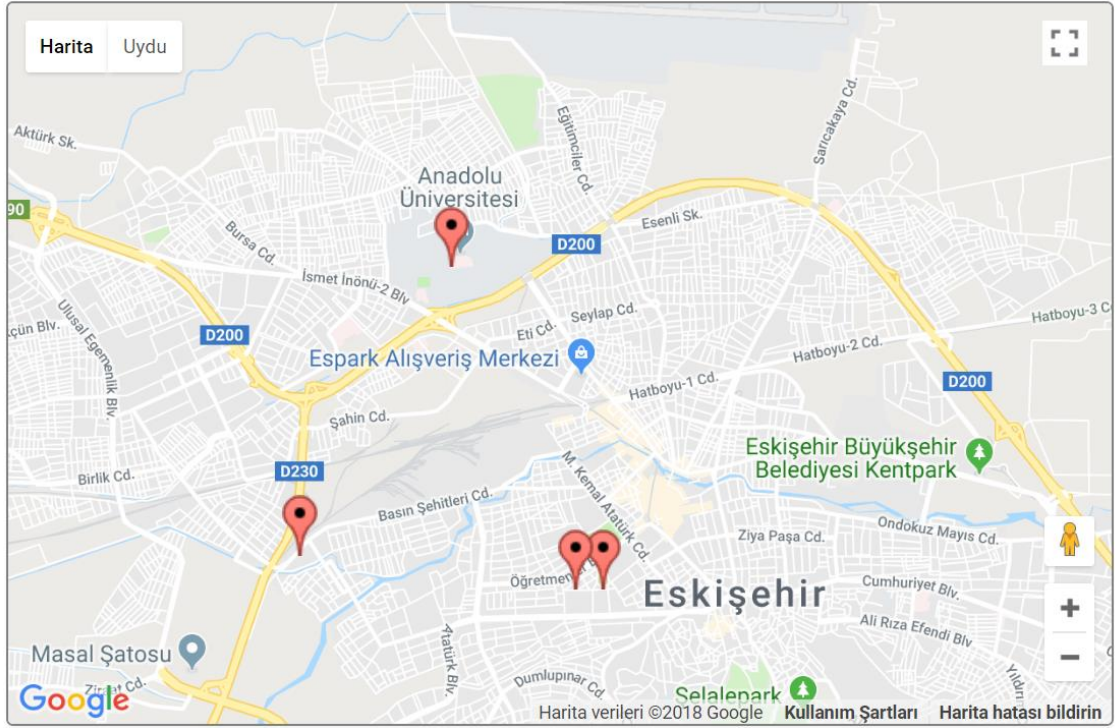 Harita Uydu
Sarıcakaya Cd.
Eğitimciler Cd.
Aktürk Sk.
Anadolu
Üniversitesi
90
Esenli Sk.
Bursa Cd.
D200
İsmet İnönü-2 Blv
Ulusal Egemenlik Blv.
Seylap Cd.
Hatboyu-3 C
Eti Cd.
çün Blv.
D200
Hatboyu-2 Cd.
Espark Alışveriş Merkezi
Hatboyu-1 Cd.
D200
Şahin Cd.
Eskişehir Büyükşehir
Belediyesi Kentpark
M. Kemal Atatürk Cd.
D230
Birlik Cd.
Basın Şehitleri Cd.
Ondokuz Mayıs Cd.
Ziya Paşa Cd.
Öğretmenler
Eskişehir
Cumhuriyet Blv.
Ali Rıza Efendi Blv
Atatürk Blv.
Masal Şatosu
Yıldırım
Dumlupınar Cd.
Şelalepark
Google
Harita verileri ©2018 Google Kullanım Şartları Harita hatası bildirin